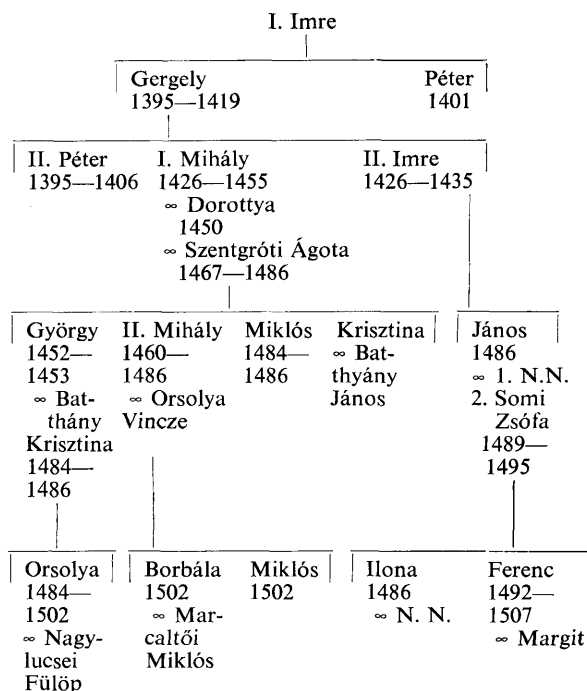 I. Imre
Gergely
1395—1419
Péter
1401
II. Péter
1395—1406
I. Mihály
1426—1455
∞ Dorottya
1450
∞ Szentgróti Ágota
1467—1486
II. Imre
1426—1435
György
1452—
1453
∞ Bat-
thány
Krisztina
1484—
1486
II. Mihály
1460—
1486
∞ Orsolya
Vincze
Miklós
1484—
1486
Krisztina
∞ Bat-
thyány
János
János
1486
∞ 1. N.N.
2. Somi
Zsófa
1489—
1495
Orsolya
1484—
1502
∞ Nagy-
lucsei
Fülöp
Borbála
1502
∞ Mar-
caltői
Miklós
Miklós
1502
Ilona
1486
∞ N. N.
Ferenc
1492—
1507
∞ Margit